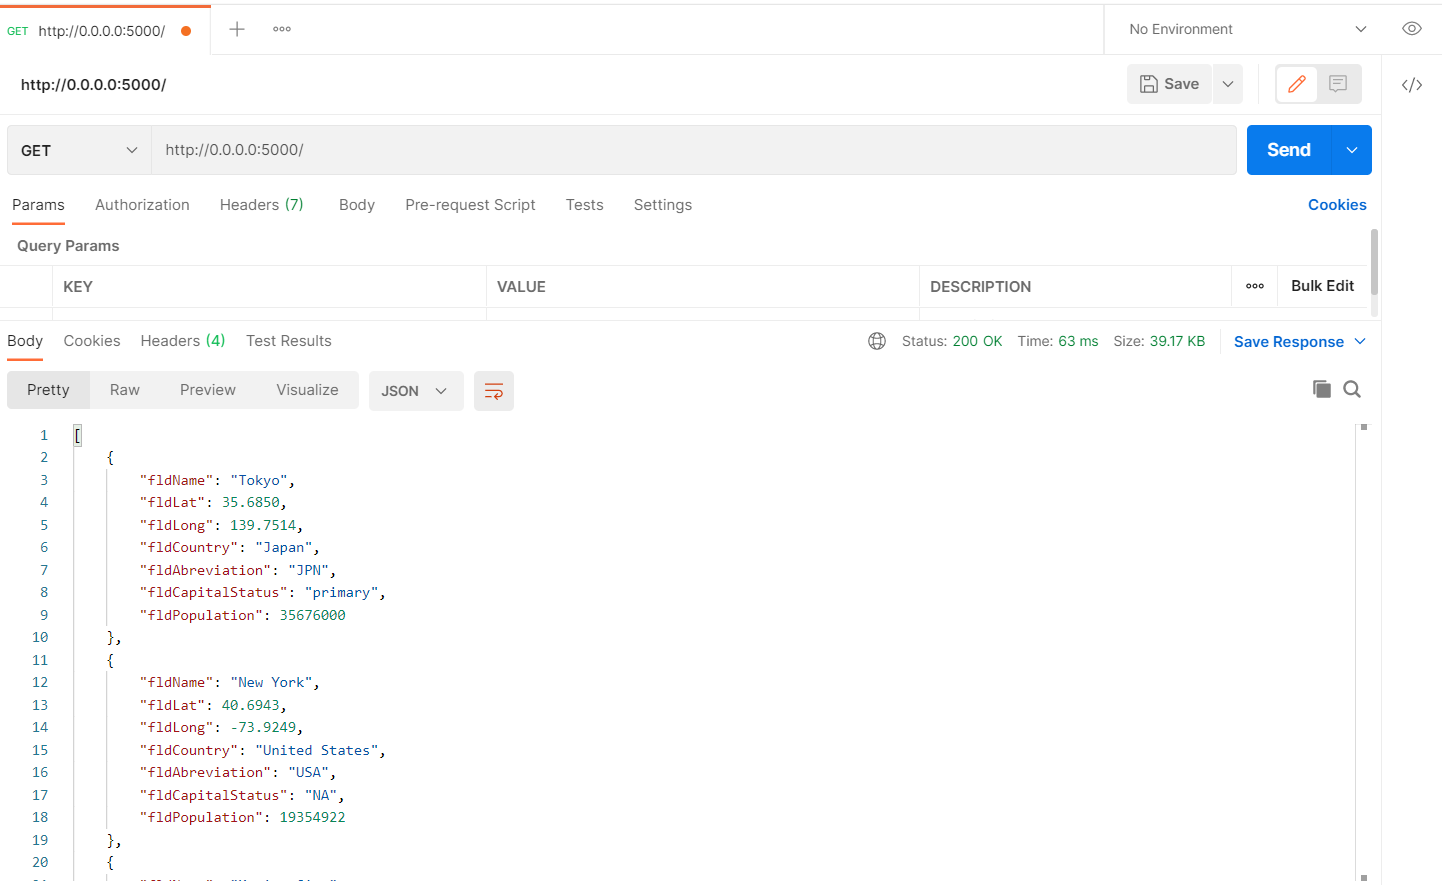 GET http://0.0.0.0:5000/
No Environment
http://0.0.0.0:5000/
Save
GET http://0.0.0.0:5000/ Send
Params Authorization Headers (7) Body Pre-request Script Tests Settings Cookies
Query Params
KEY VALUE DESCRIPTION Bulk Edit
Body Cookies Headers (4) Test Results Status: 200 OK Time: 63 ms Size: 39.17 KB Save Response
Pretty Raw Preview Visualize JSON
1 [
2 {
3 "fldName": "Tokyo",
4 "fldLat": 35.6850,
5 "fldLong": 139.7514,
6 "fldCountry": "Japan",
7 "fldAbreviation": "JPN",
8 "fldCapitalStatus": "primary",
9 "fldPopulation": 35676000
10 },
11 {
12 "fldName": "New York",
13 "fldLat": 40.6943,
14 "fldLong": -73.9249,
15 "fldCountry": "United States",
16 "fldAbreviation": "USA",
17 "fldCapitalStatus": "NA",
18 "fldPopulation": 19354922
19 },
20 {